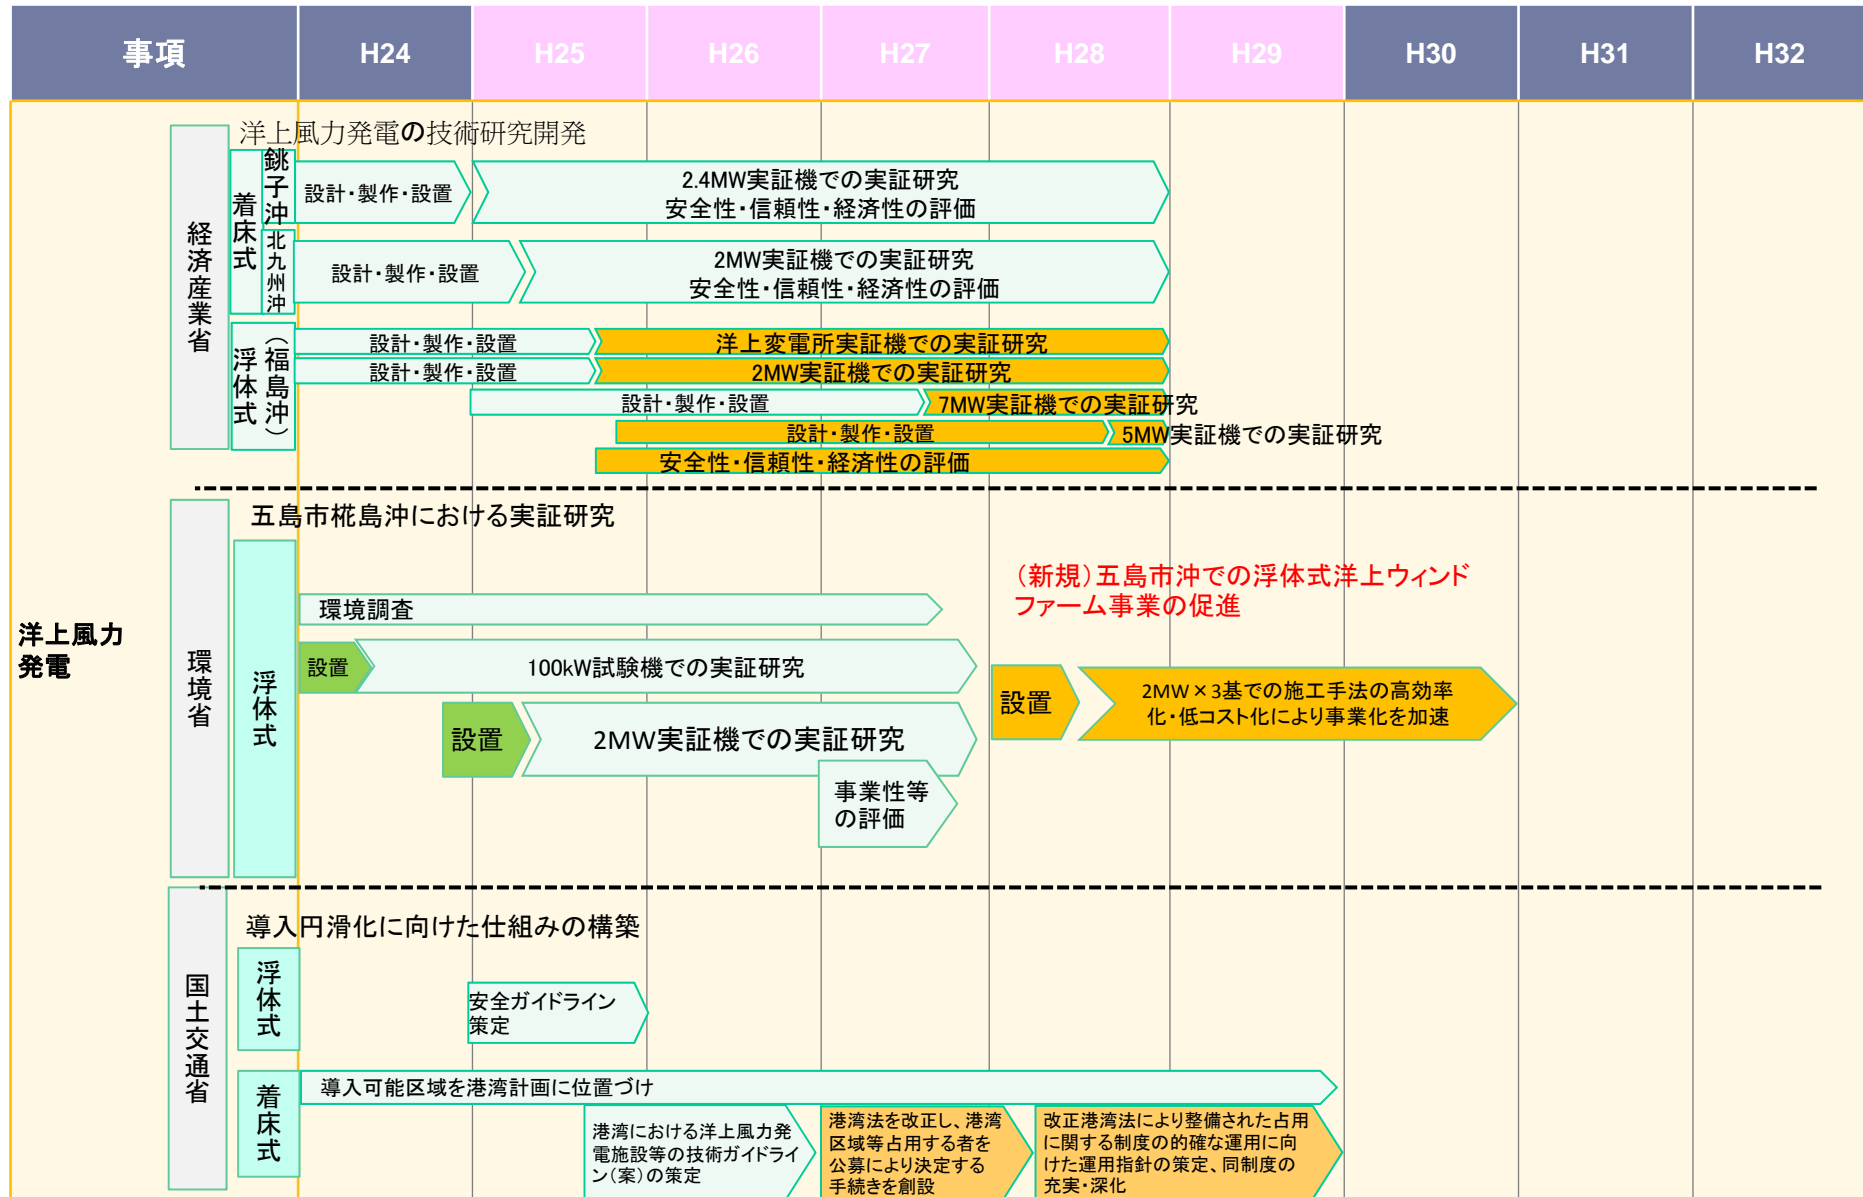 事項
H24
H25
H26
H27
H28
H29
H30
H31
H32
洋上風力
発電
経済産業省
洋上風力発電の技術研究開発
着床式
銚子沖
設計・製作・設置
2.4MW実証機での実証研究
安全性・信頼性・経済性の評価
北九州沖
設計・製作・設置
2MW実証機での実証研究
安全性・信頼性・経済性の評価
浮体式
（福島沖）
設計・製作・設置
洋上変電所実証機での実証研究
設計・製作・設置
2MW実証機での実証研究
設計・製作・設置
7MW実証機での実証研究
設計・製作・設置
5MW実証機での実証研究
安全性・信頼性・経済性の評価
環境省
五島市椛島沖における実証研究
浮体式
環境調査
（新規）五島市沖での浮体式洋上ウィンド
ファーム事業の促進
設置
100kW試験機での実証研究
設置
2MW実証機での実証研究
事業性等
の評価
設置
2MW×3基での施工手法の高効率
化・低コスト化により事業化を加速
国土交通省
導入円滑化に向けた仕組みの構築
浮体式
安全ガイドライン
策定
着床式
導入可能区域を港湾計画に位置づけ
港湾における洋上風力発
電施設等の技術ガイドライ
ン（案）の策定
港湾法を改正し、港湾
区域等占用する者を
公募により決定する
手続きを創設
改正港湾法により整備された占用
に関する制度の的確な運用に向
けた運用指針の策定、同制度の
充実・深化